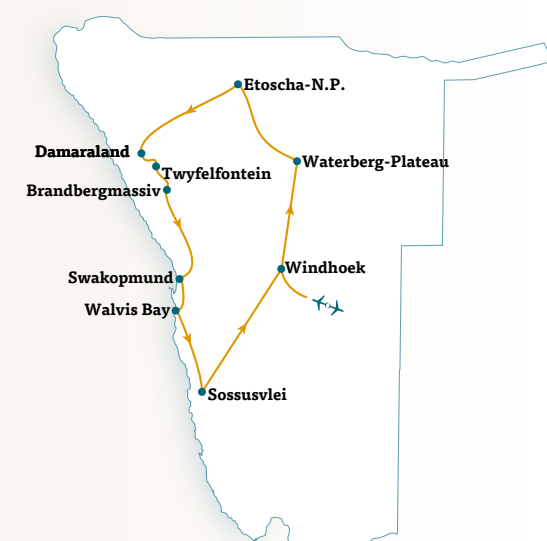 Etoscha-N.P.
Damaraland
Waterberg-Plateau
Twyfelfontein
Brandbergmassiv
Windhoek
Swakopmund
Walvis Bay
Sossusvlei